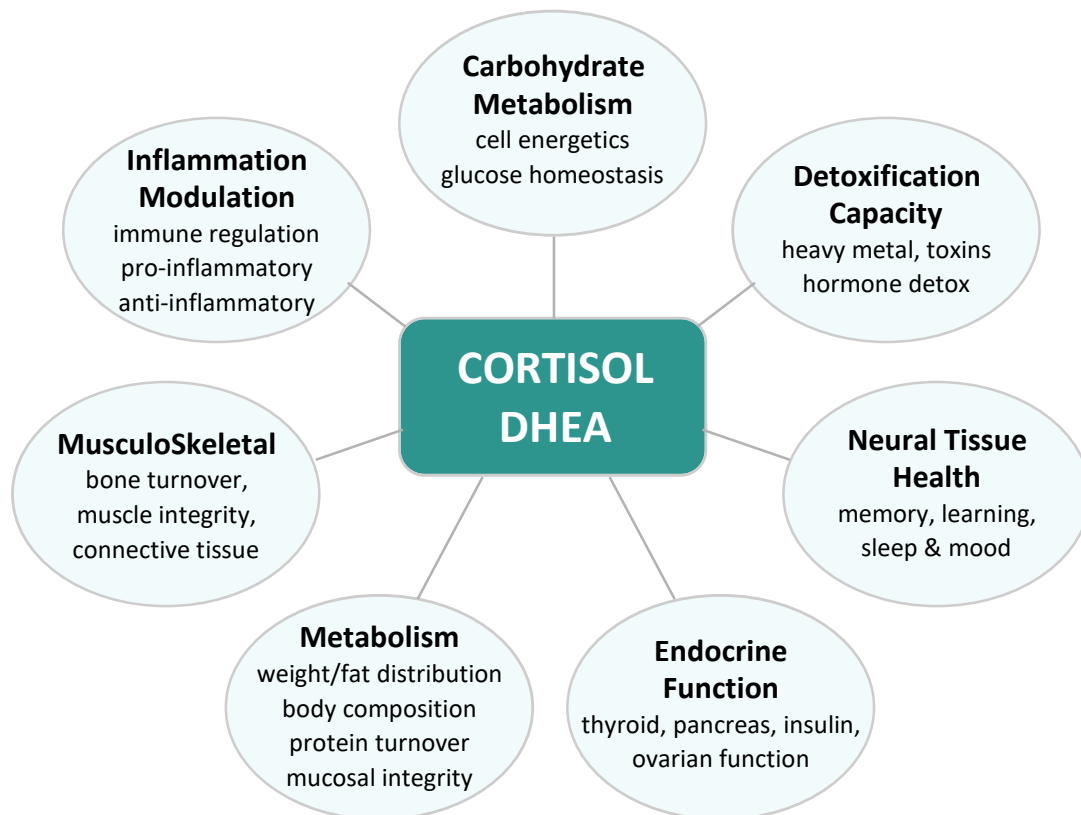 Carbohydrate
Metabolism
cell energetics
glucose homeostasis
Inflammation
Modulation
immune regulation
pro-inflammatory
anti-inflammatory
Detoxification
Capacity
heavy metal, toxins
hormone detox
CORTISOL
DHEA
MusculoSkeletal
bone turnover,
muscle integrity,
connective tissue
Neural Tissue
Health
memory, learning,
sleep & mood
Metabolism
weight/fat distribution
body composition
protein turnover
mucosal integrity
Endocrine
Function
thyroid, pancreas, insulin,
ovarian function